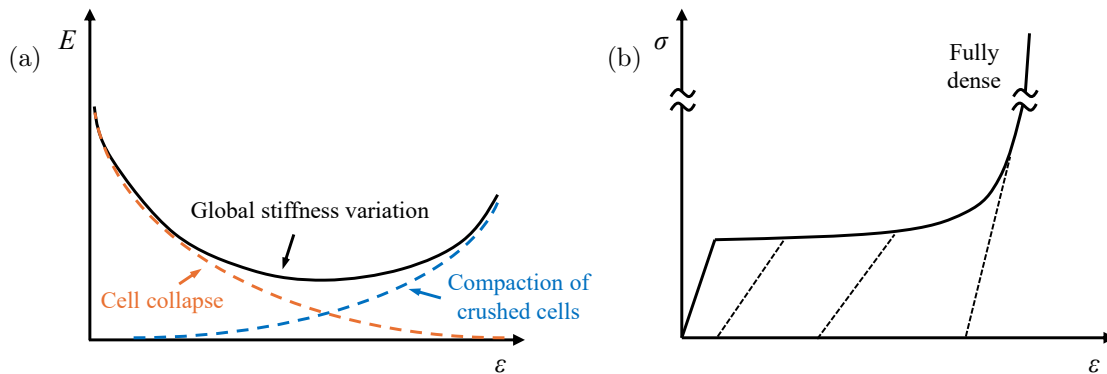 (a)
E
Global stiffness variation
Cell collapse
Compaction of
crushed cells
ε
(b)
σ
Fully
dense
ε